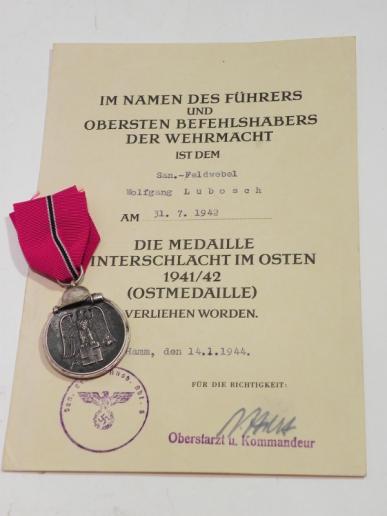 IM NAMEN DES FÜHRERS
UND
OBERSTEN BEFEHLSHABERS
DER WEHRMACHT
IST DEM
San.-Feldwebel
Wolfgang Lubosch
AM 31. 7. 1942
DIE MEDAILLE
INTERSCHLACHT IM OSTEN
1941/42
(OSTMEDAILLE)
VERLIEHEN WORDEN.
Hamm, den 14.1.1944.
FÜR DIE RICHTIGKEIT:
Oberstarzt u. Kommandeur